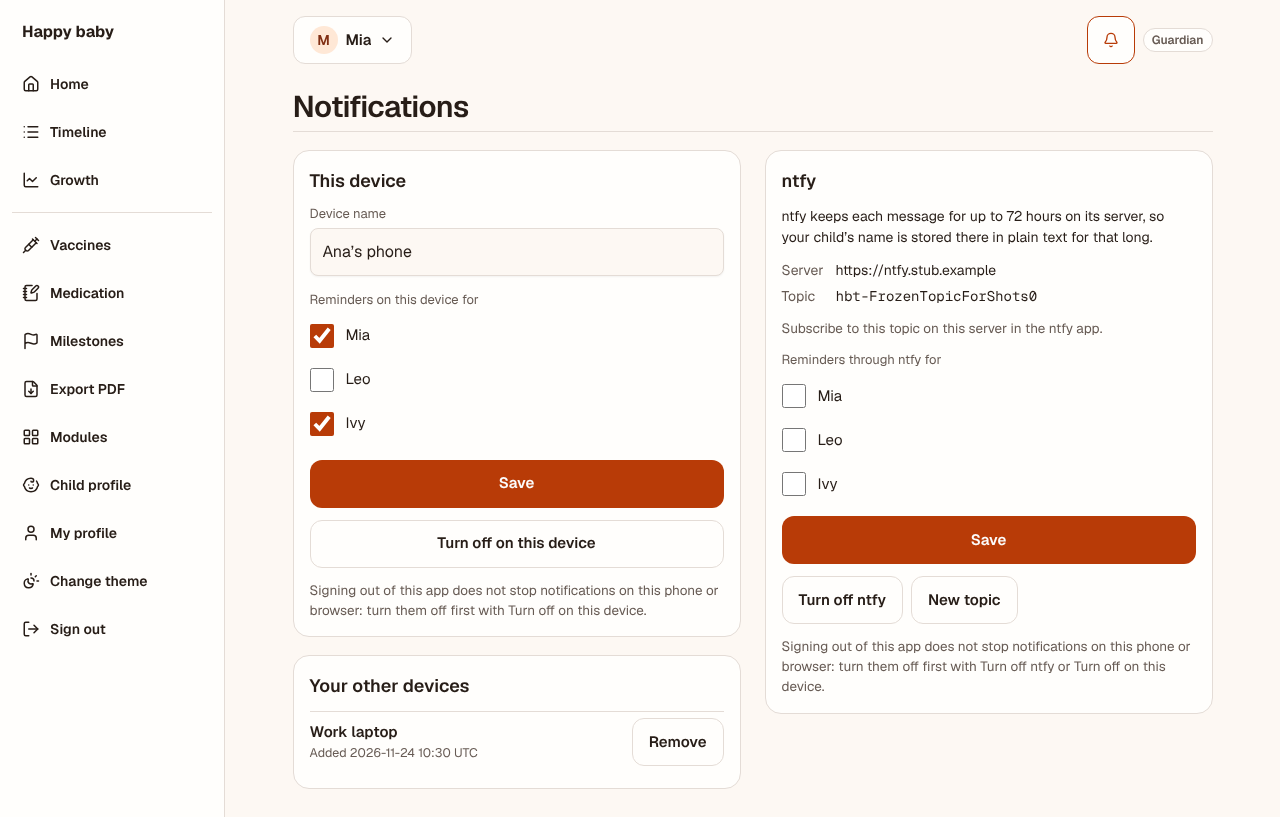 Happy baby
Home
Timeline
Growth
Vaccines
Medication
Milestones
Export PDF
Modules
Child profile
My profile
Change theme
Sign out
M Mia
Guardian
Notifications
This device
Device name
Ana’s phone
Reminders on this device for
Mia
Leo
Ivy
Save
Turn off on this device
Signing out of this app does not stop notifications on this phone or
browser: turn them off first with Turn off on this device.
Your other devices
Work laptop
Added 2026-11-24 10:30 UTC
Remove
ntfy
ntfy keeps each message for up to 72 hours on its server, so
your child’s name is stored there in plain text for that long.
Server https://ntfy.stub.example
Topic hbt-FrozenTopicForShots0
Subscribe to this topic on this server in the ntfy app.
Reminders through ntfy for
Mia
Leo
Ivy
Save
Turn off ntfy New topic
Signing out of this app does not stop notifications on this phone or
browser: turn them off first with Turn off ntfy or Turn off on this
device.